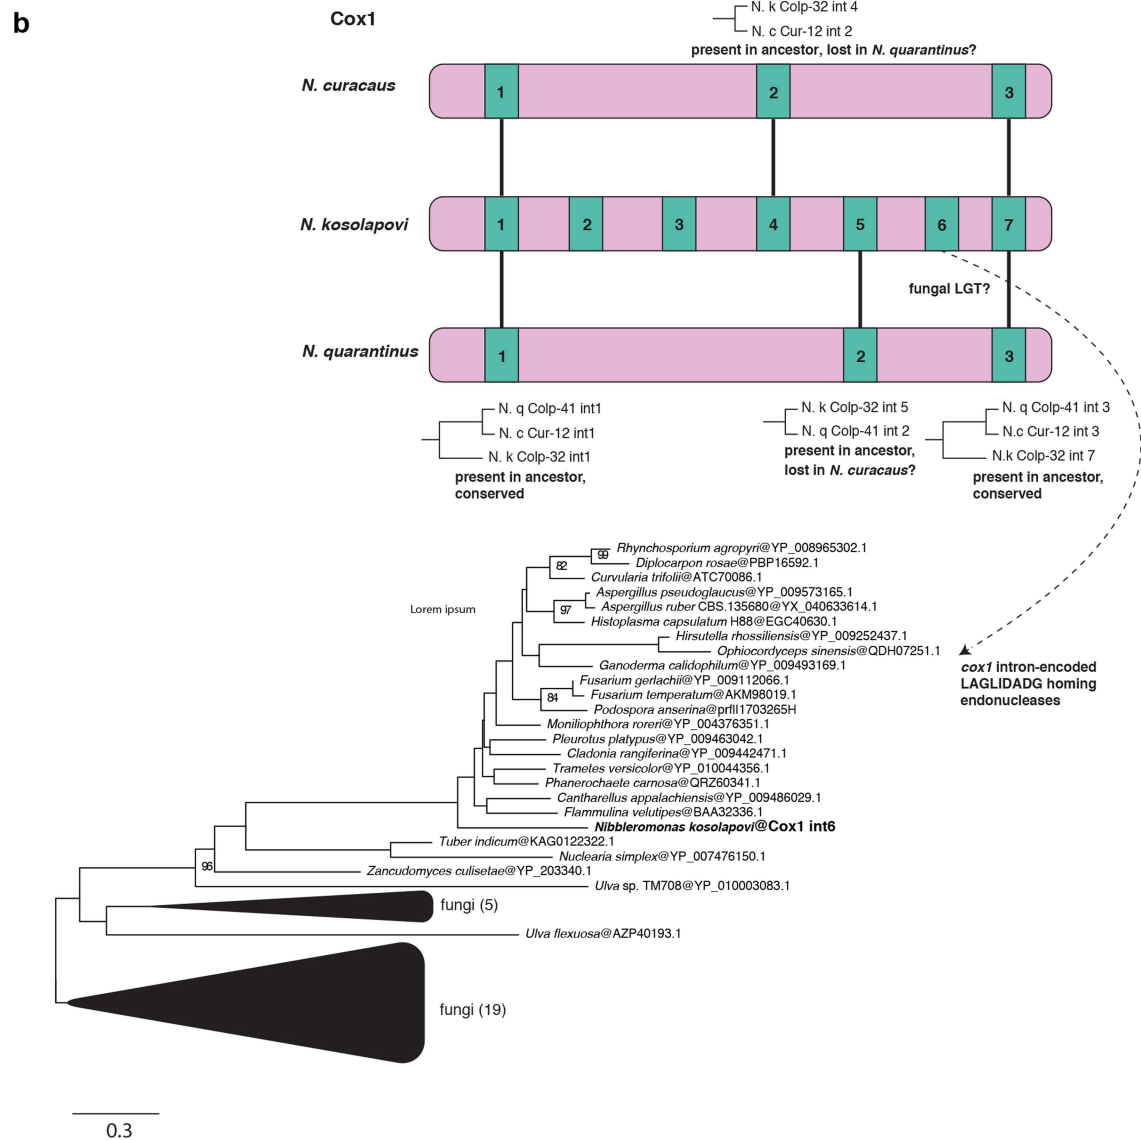 b
Cox1
N. k Colp-32 int 4
N. c Cur-12 int 2
present in ancestor, lost in N. quarantinus?
N. curacaus
1
2
3
N. kosolapovi
1
2
3
4
5
6
7
fungal LGT?
N. quarantinus
1
2
3
N. q Colp-41 int1
N. c Cur-12 int1
N. k Colp-32 int1
present in ancestor,
conserved
N. k Colp-32 int 5
N. q Colp-41 int 2
present in ancestor,
lost in N. curacaus?
N. q Colp-41 int 3
N.c Cur-12 int 3
N.k Colp-32 int 7
present in ancestor,
conserved
Lorem ipsum
99
82
97
84
96
Rhynchosporium agropyri@YP_008965302.1
Diplocarpon rosae@PBP16592.1
Curvularia trifolii@ATC70086.1
Aspergillus pseudoglaucus@YP_009573165.1
Aspergillus ruber CBS.135680@YX_040633614.1
Histoplasma capsulatum H88@EGC40630.1
Hirsutella rhossiliensis@YP_009252437.1
Ophiocordyceps sinensis@QDH07251.1
Ganoderma calidophilum@YP_009493169.1
Fusarium gerlachii@YP_009112066.1
Fusarium temperatum@AKM98019.1
Podospora anserina@prfll1703265H
Moniliophthora roreri@YP_004376351.1
Pleurotus platypus@YP_009463042.1
Cladonia rangiferina@YP_009442471.1
Trametes versicolor@YP_010044356.1
Phanerochaete carnosa@QRZ60341.1
Cantharellus appalachiensis@YP_009486029.1
Flammulina velutipes@BAA32336.1
Nibbleromonas kosolapovi@Cox1 int6
Tuber indicum@KAG0122322.1
Nuclearia simplex@YP_007476150.1
Zancudomyces culisetae@YP_203340.1
Ulva sp. TM708@YP_010003083.1
fungi (5)
Ulva flexuosa@AZP40193.1
fungi (19)
cox1 intron-encoded
LAGLIDADG homing
endonucleases
0.3